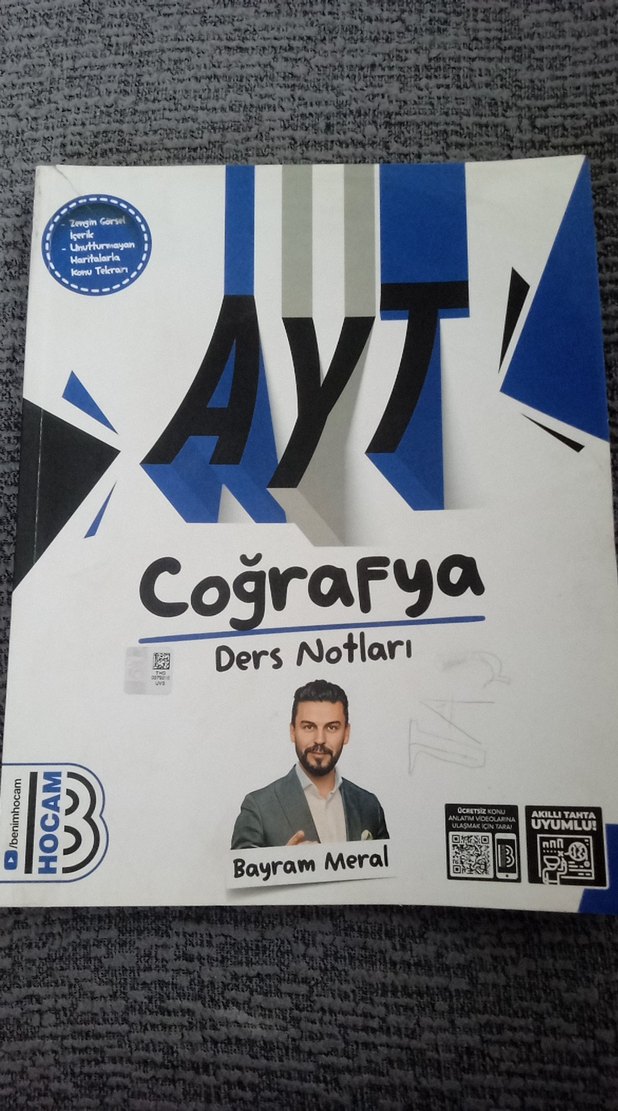 - Zengin Görsel
İçerik
- Unutturmayan
Haritalarla
Konu Tekrarı
AYT
Coğrafya
Ders Notları
/benimhocam
HOCAM
Bayram Meral
ÜCRETSİZ KONU
ANLATIM VİDEOLARINA
ULAŞMAK İÇİN TARA!
AKILLI TAHTA
UYUMLU!